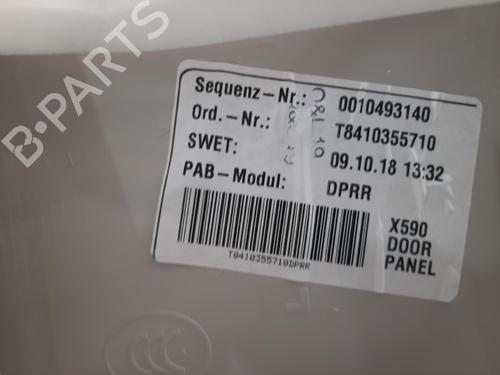 B-PARTS
Sequenz-Nr.: 0010493140
Ord.-Nr.: T8410355710
SWET: 09.10.18 13:32
PAB-Modul: DPRR
X590
DOOR
PANEL
T8410355710DPRR
CCC